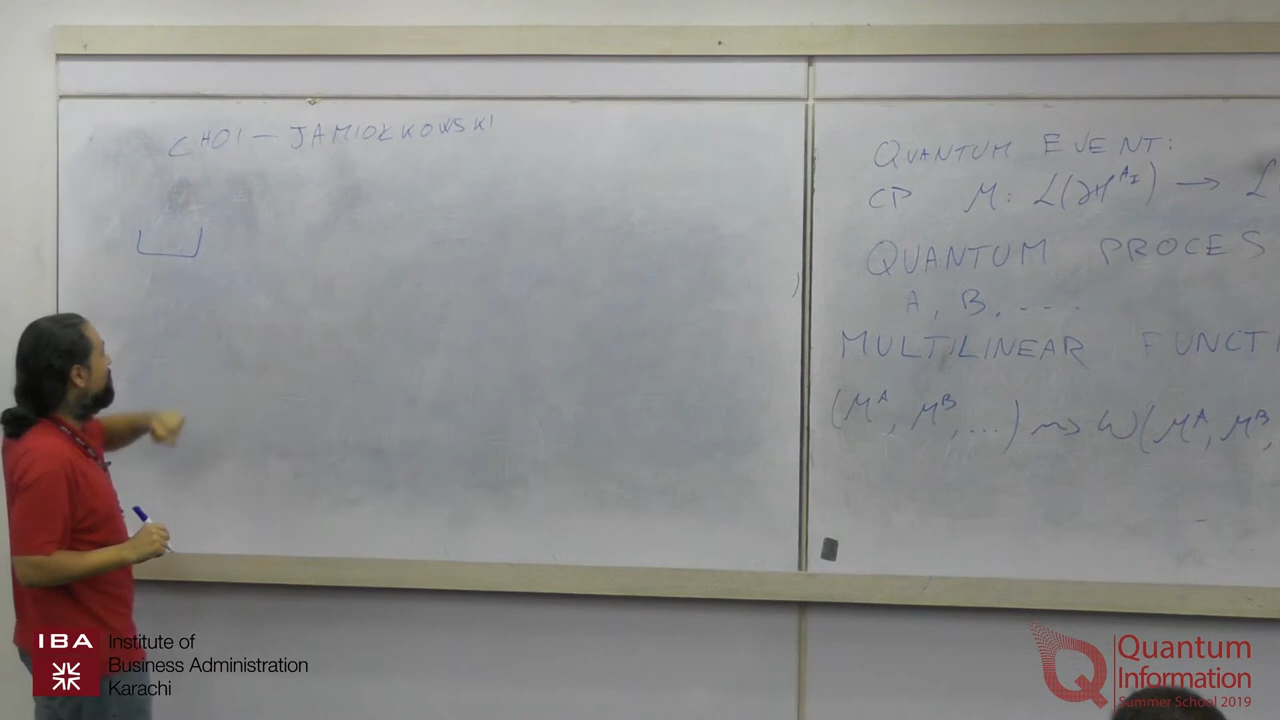 CHOI – JAMIOŁKOWSKI
QUANTUM EVENT:
CP M: L(H^{A_I}) → L
QUANTUM PROCES
A, B, ....
MULTILINEAR FUNCTI
(M^A, M^B, ...) ⇝ W(M^A, M^B,
IBA
Institute of
Business Administration
Karachi
Quantum
Information
Summer School 2019